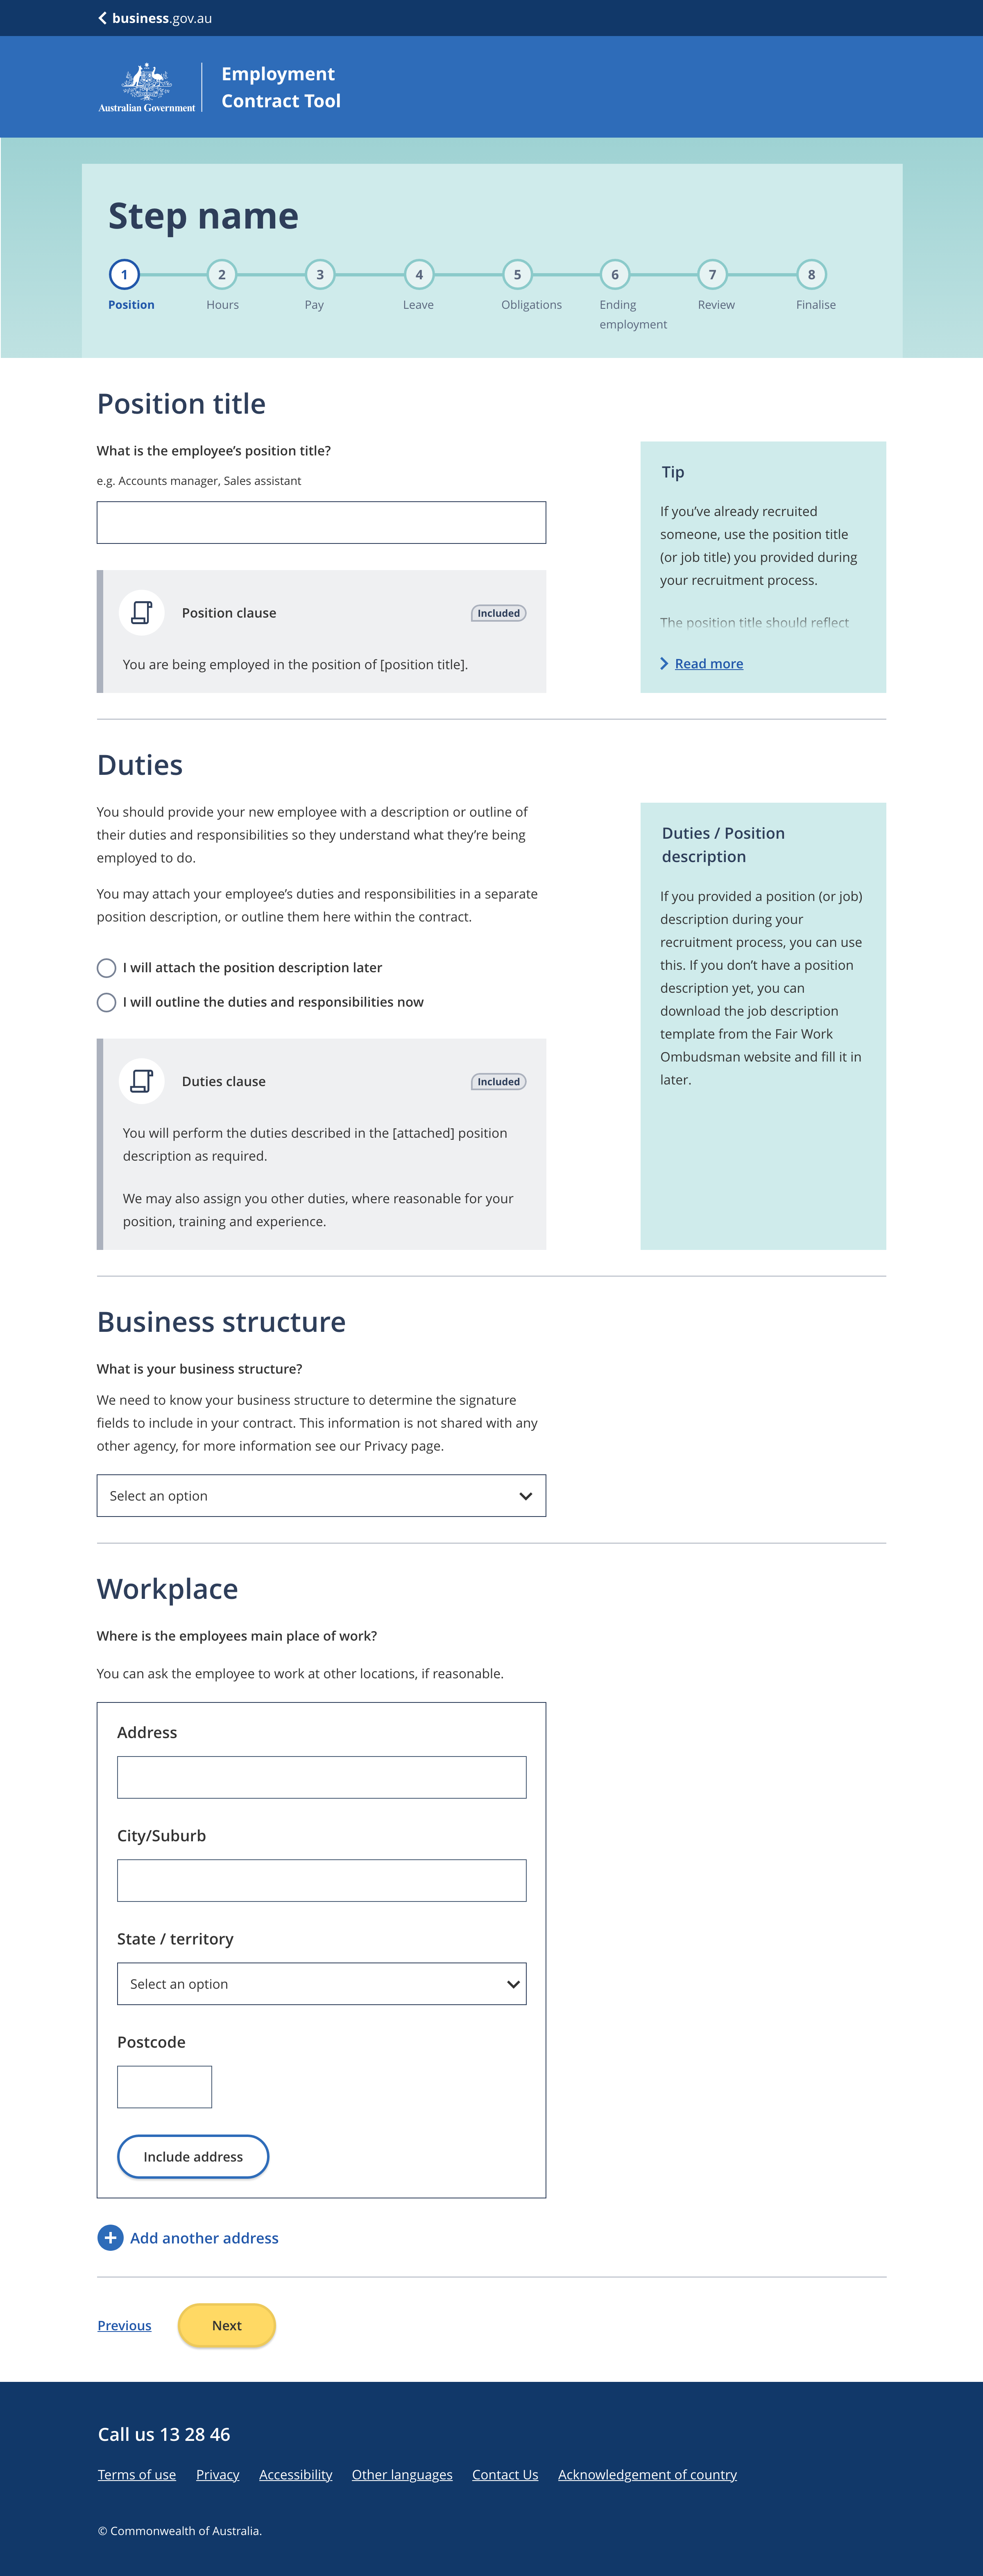 business.gov.au
Australian Government
Employment
Contract Tool
Step name
1
2
3
4
5
6
7
8
Position
Hours
Pay
Leave
Obligations
Ending
employment
Review
Finalise
Position title
What is the employee’s position title?
e.g. Accounts manager, Sales assistant
Position clause
Included
You are being employed in the position of [position title].
Tip
If you’ve already recruited
someone, use the position title
(or job title) you provided during
your recruitment process.
The position title should reflect
Read more
Duties
You should provide your new employee with a description or outline of
their duties and responsibilities so they understand what they’re being
employed to do.
You may attach your employee’s duties and responsibilities in a separate
position description, or outline them here within the contract.
I will attach the position description later
I will outline the duties and responsibilities now
Duties clause
Included
You will perform the duties described in the [attached] position
description as required.
We may also assign you other duties, where reasonable for your
position, training and experience.
Duties / Position
description
If you provided a position (or job)
description during your
recruitment process, you can use
this. If you don’t have a position
description yet, you can
download the job description
template from the Fair Work
Ombudsman website and fill it in
later.
Business structure
What is your business structure?
We need to know your business structure to determine the signature
fields to include in your contract. This information is not shared with any
other agency, for more information see our Privacy page.
Select an option
Workplace
Where is the employees main place of work?
You can ask the employee to work at other locations, if reasonable.
Address
City/Suburb
State / territory
Select an option
Postcode
Include address
Add another address
Previous
Next
Call us 13 28 46
Terms of use
Privacy
Accessibility
Other languages
Contact Us
Acknowledgement of country
© Commonwealth of Australia.